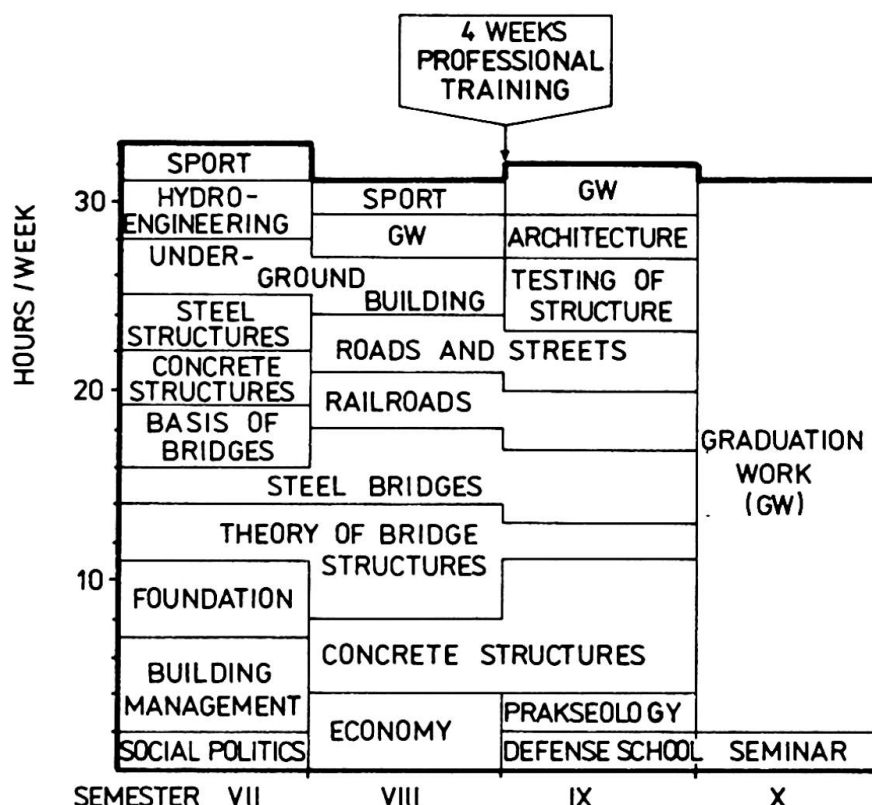 4 WEEKS
PROFESSIONAL
TRAINING
HOURS/WEEK
30
20
10
SPORT
HYDRO-
ENGINEERING
UNDER-
GROUND
BUILDING
STEEL
STRUCTURES
CONCRETE
STRUCTURES
BASIS OF
BRIDGES
SPORT
GW
GW
ARCHITECTURE
TESTING OF
STRUCTURE
ROADS AND STREETS
RAILROADS
STEEL BRIDGES
THEORY OF BRIDGE
STRUCTURES
FOUNDATION
BUILDING
MANAGEMENT
SOCIAL POLITICS
CONCRETE STRUCTURES
ECONOMY
PRAKSEOLOGY
DEFENSE SCHOOL
GRADUATION
WORK
(GW)
SEMINAR
SEMESTER VII VIII IX X